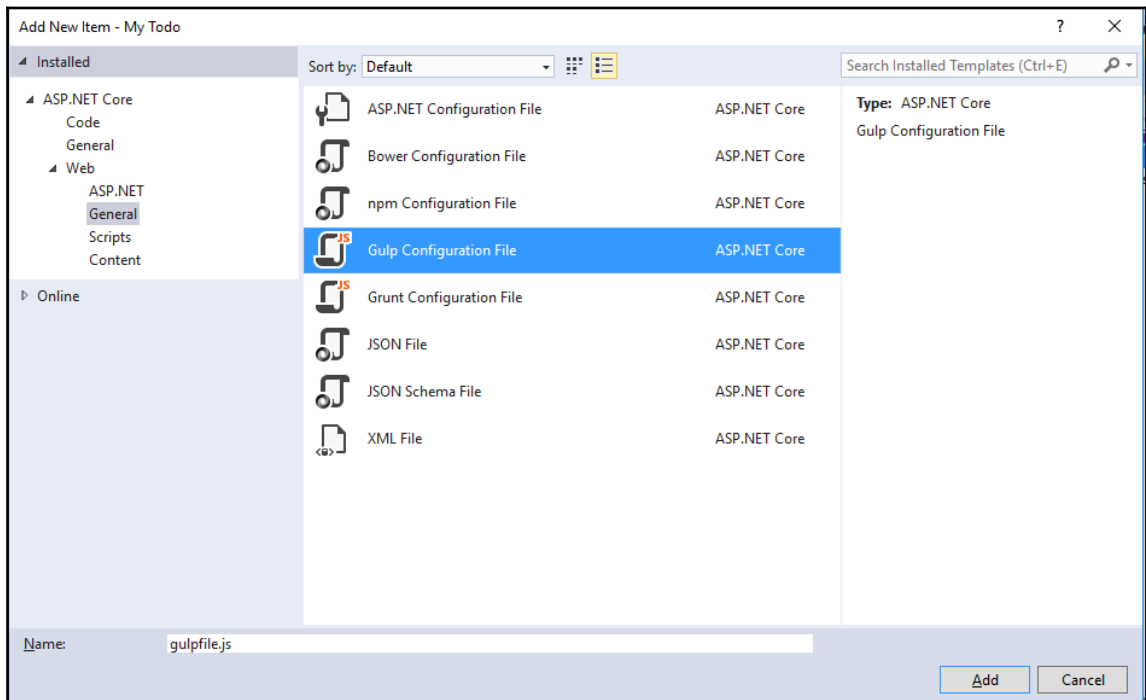 Add New Item - My Todo
?
Installed
Sort by: Default
Search Installed Templates (Ctrl+E)
ASP.NET Core
Code
General
Web
ASP.NET
General
Scripts
Content
Online
ASP.NET Configuration File ASP.NET Core
Bower Configuration File ASP.NET Core
npm Configuration File ASP.NET Core
JS
Gulp Configuration File ASP.NET Core
JS
Grunt Configuration File ASP.NET Core
JSON File ASP.NET Core
JSON Schema File ASP.NET Core
XML File ASP.NET Core
Type: ASP.NET Core
Gulp Configuration File
Name: gulpfile.js
Add Cancel